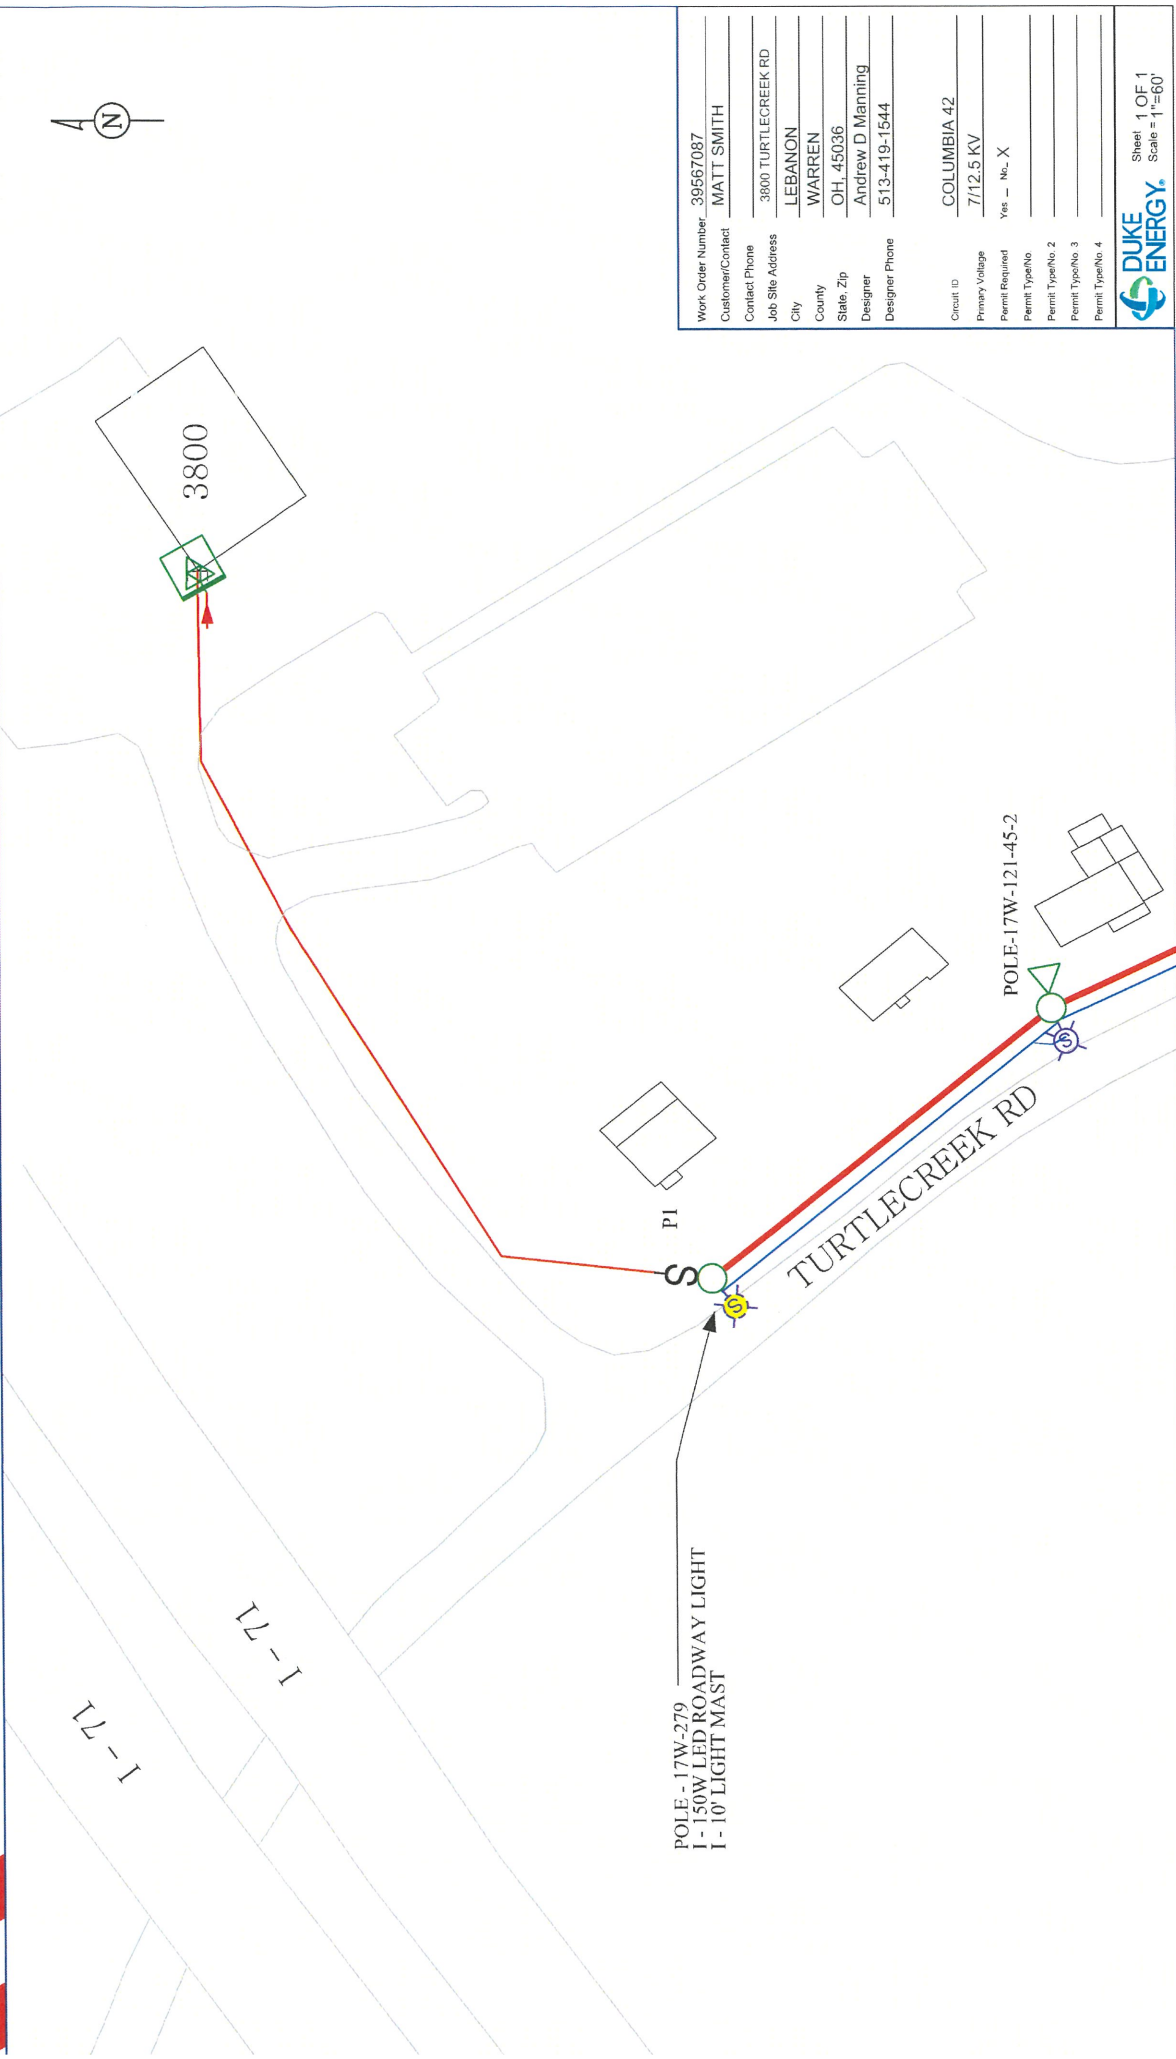 N
3800
I - 71
I - 71
POLE - 17W-279
I - 150W LED ROADWAY LIGHT
I - 10' LIGHT MAST
S
P1
S
TURTLECREEK RD
S
POLE-17W-121-45-2
Work Order Number 39567087
Customer/Contact MATT SMITH
Contact Phone
Job Site Address 3800 TURTLECREEK RD
City LEBANON
County WARREN
State, Zip OH, 45036
Designer Andrew D Manning
Designer Phone 513-419-1544
Circuit ID COLUMBIA 42
Primary Voltage 7/12.5 KV
Permit Required Yes _ No_ X
Permit Type/No.
Permit Type/No. 2
Permit Type/No. 3
Permit Type/No. 4
DUKE
ENERGY®
Sheet 1 OF 1
Scale = 1"=60'